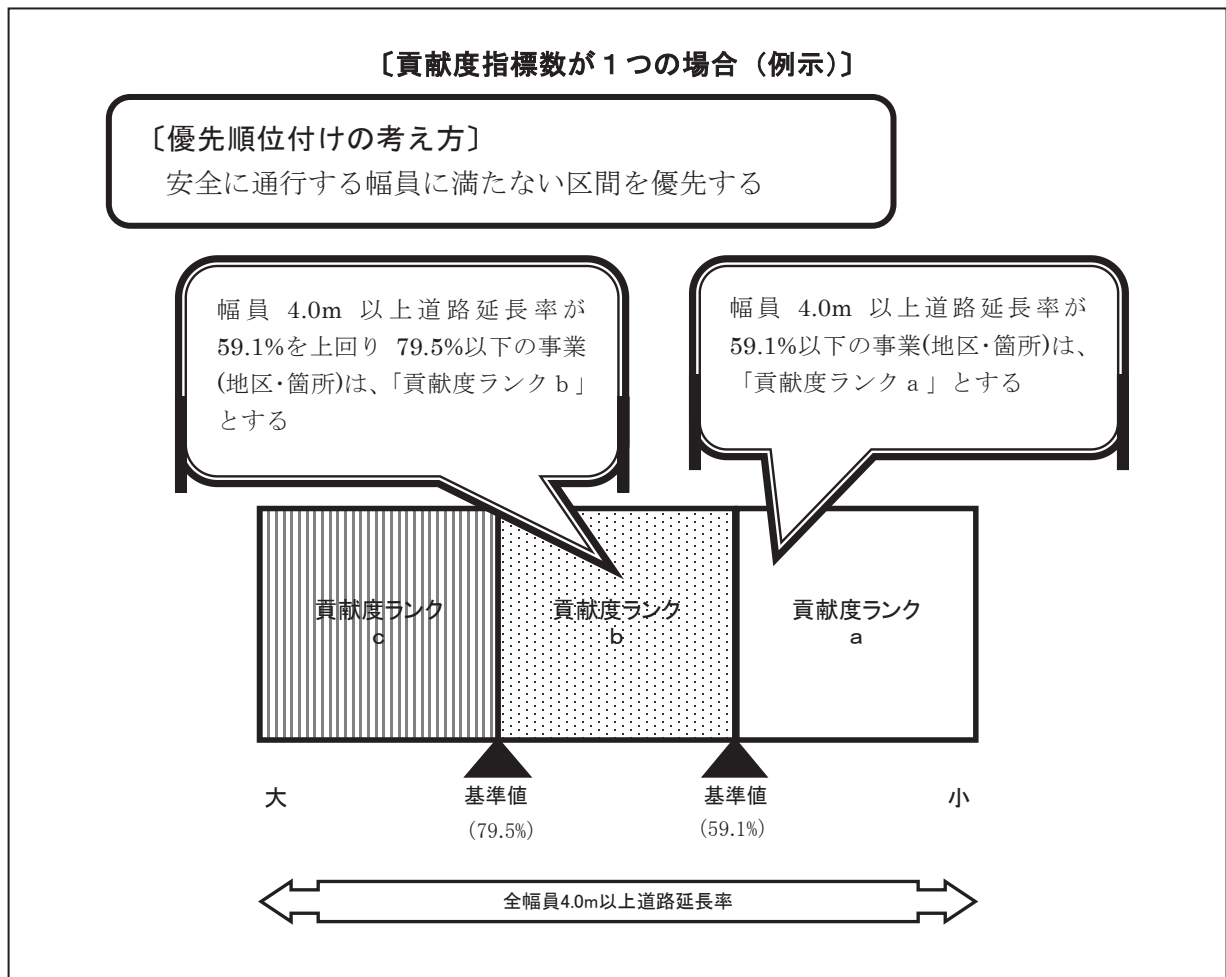 〔貢献度指標数が１つの場合（例示）〕
〔優先順位付けの考え方〕
安全に通行する幅員に満たない区間を優先する
幅員 4.0m 以上道路延長率が
59.1%を上回り 79.5%以下の事業
(地区・箇所)は、「貢献度ランクｂ」
とする
幅員 4.0m 以上道路延長率が
59.1%以下の事業(地区・箇所)は、
「貢献度ランクａ」とする
貢献度ランク
ｃ
貢献度ランク
ｂ
貢献度ランク
ａ
大
基準値
(79.5%)
基準値
(59.1%)
小
全幅員4.0m以上道路延長率